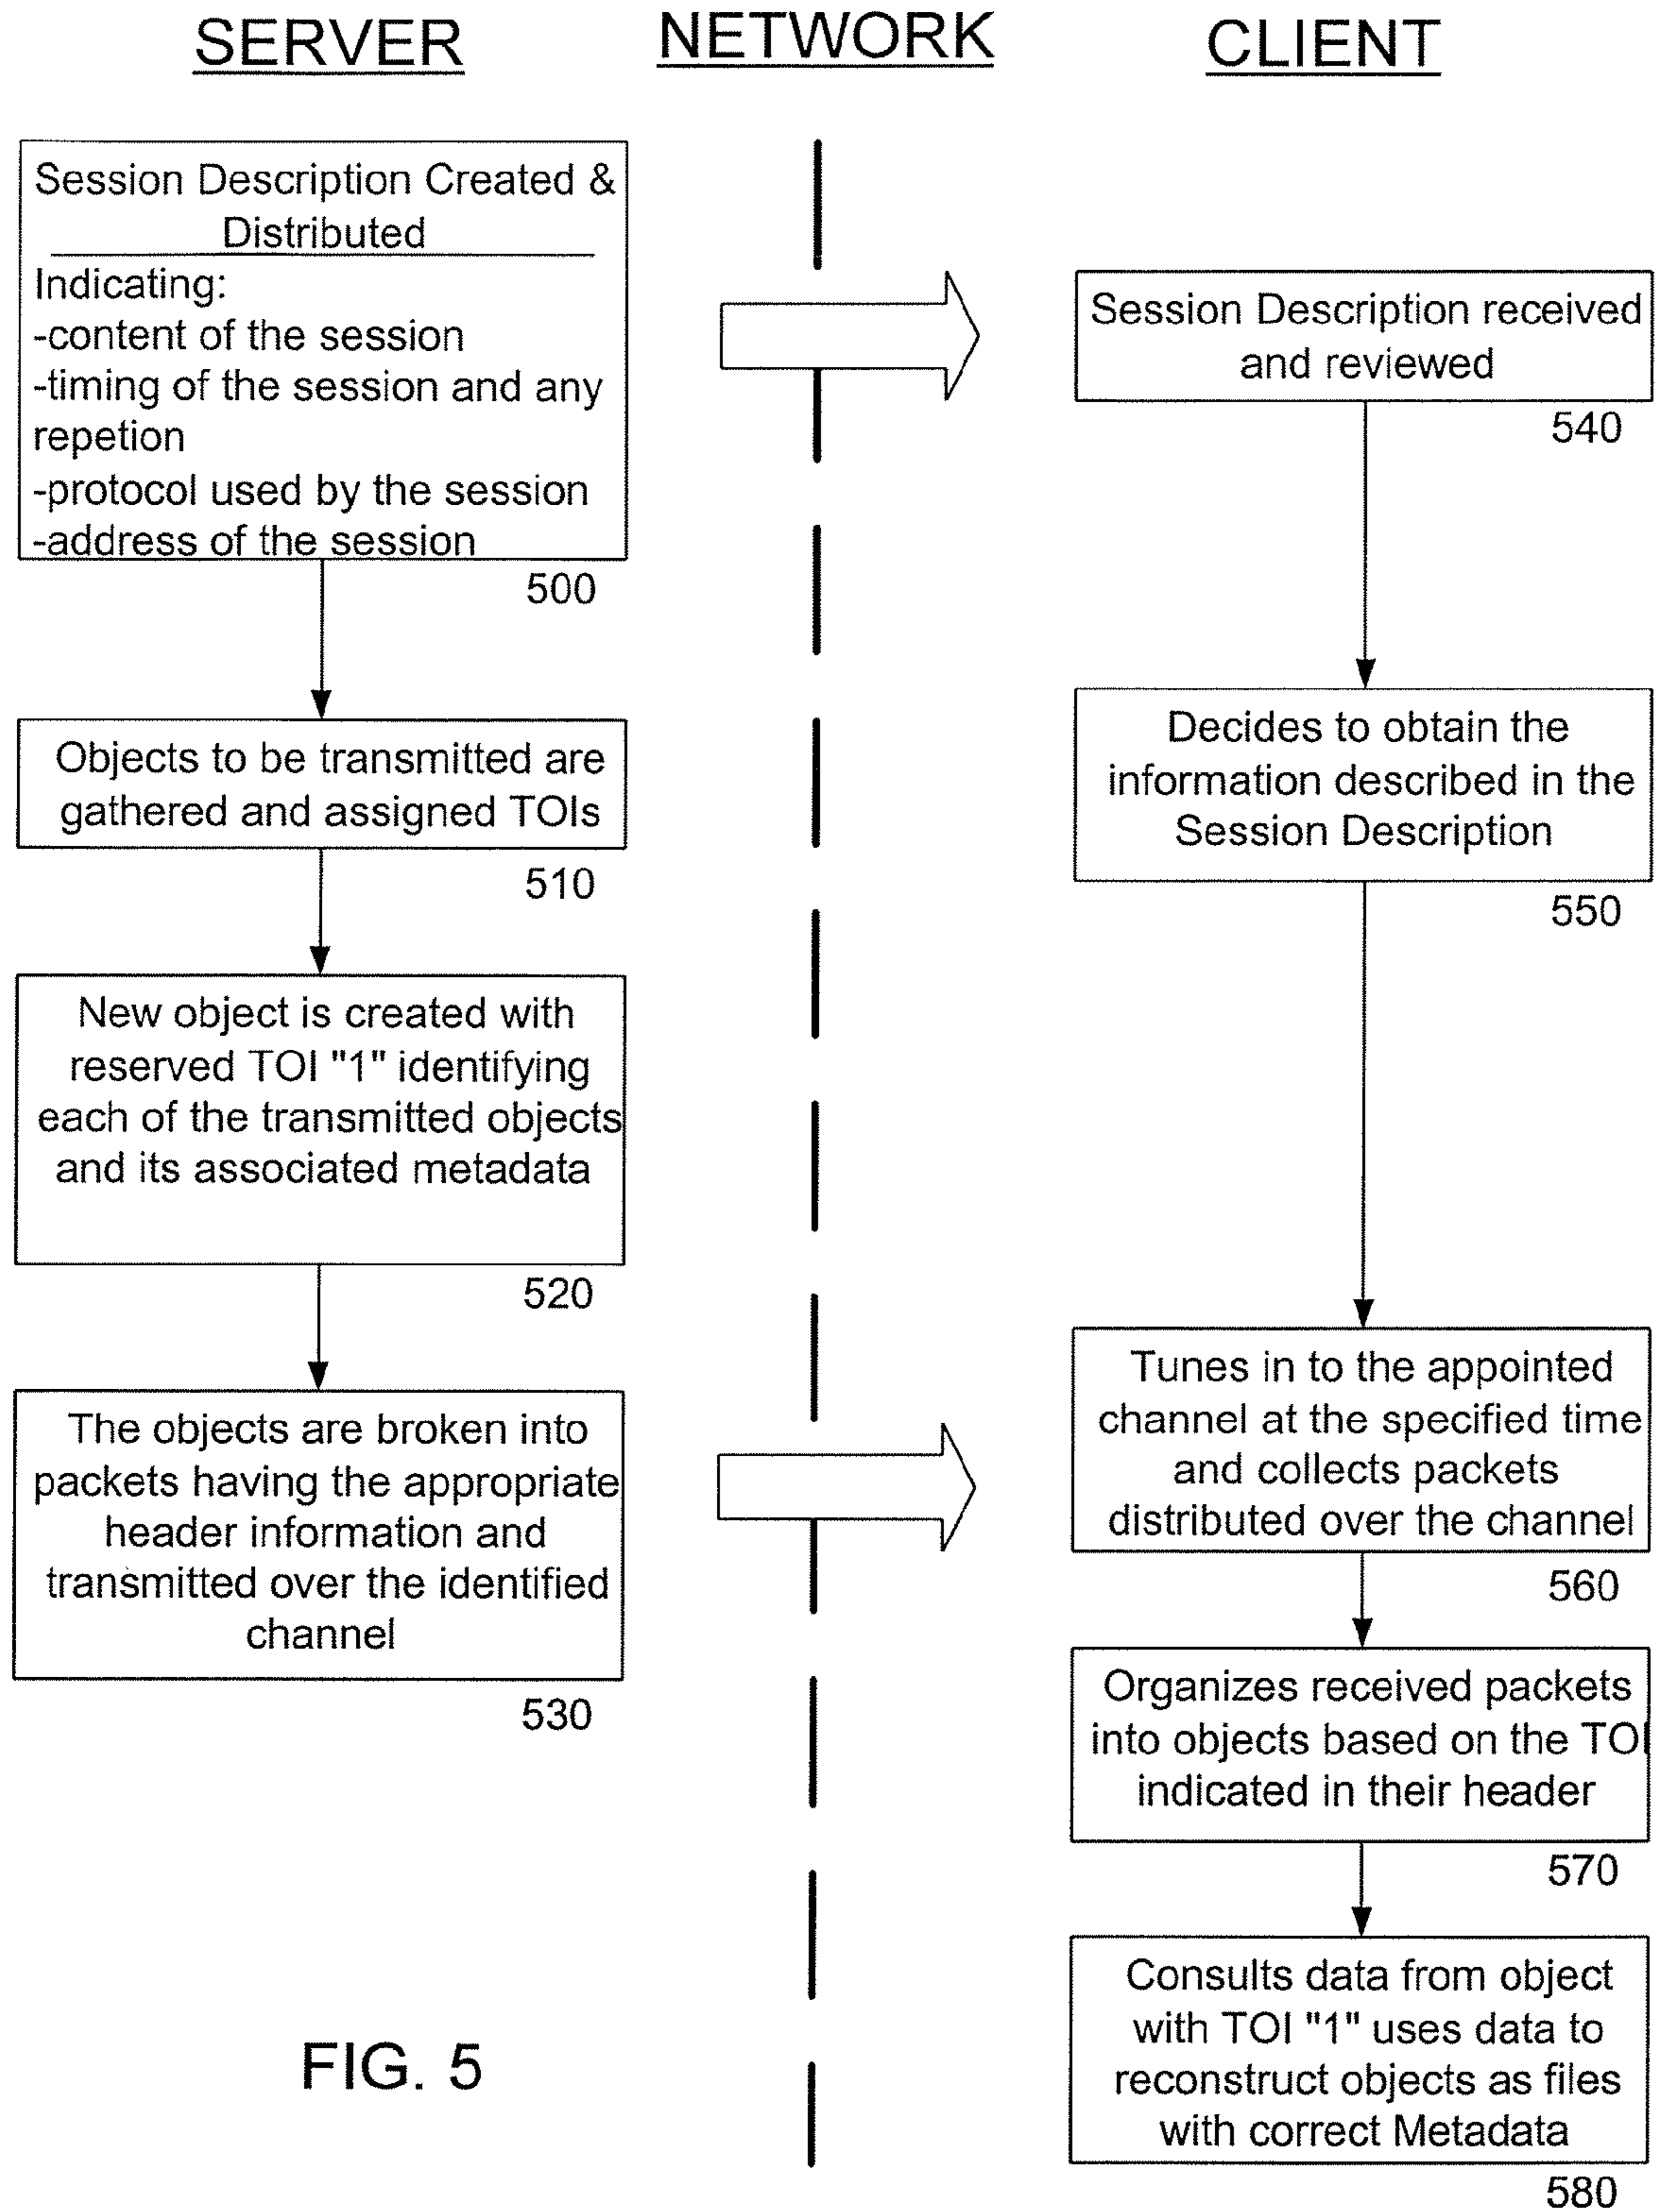 SERVER
NETWORK
CLIENT
Session Description Created &
Distributed
Indicating:
-content of the session
-timing of the session and any
repetion
-protocol used by the session
-address of the session
500
Objects to be transmitted are
gathered and assigned TOIs
510
New object is created with
reserved TOI "1" identifying
each of the transmitted objects
and its associated metadata
520
The objects are broken into
packets having the appropriate
header information and
transmitted over the identified
channel
530
Session Description received
and reviewed
540
Decides to obtain the
information described in the
Session Description
550
Tunes in to the appointed
channel at the specified time
and collects packets
distributed over the channel
560
Organizes received packets
into objects based on the TOI
indicated in their header
570
Consults data from object
with TOI "1" uses data to
reconstruct objects as files
with correct Metadata
580
FIG. 5